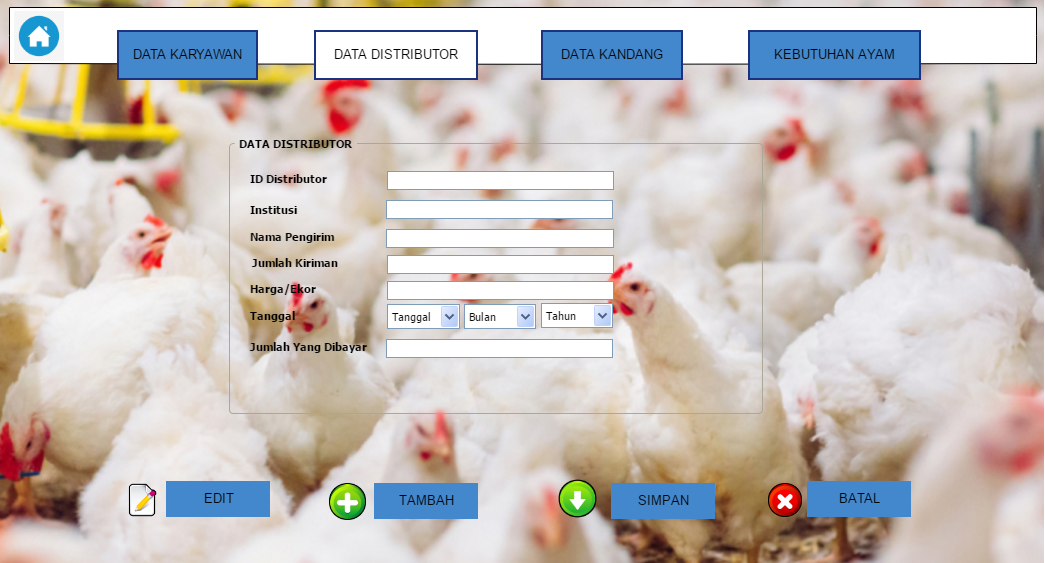 DATA KARYAWAN
DATA DISTRIBUTOR
DATA KANDANG
KEBUTUHAN AYAM
DATA DISTRIBUTOR
ID Distributor
Institusi
Nama Pengirim
Jumlah Kiriman
Harga/Ekor
Tanggal Tanggal Bulan Tahun
Jumlah Yang Dibayar
EDIT
TAMBAH
SIMPAN
BATAL